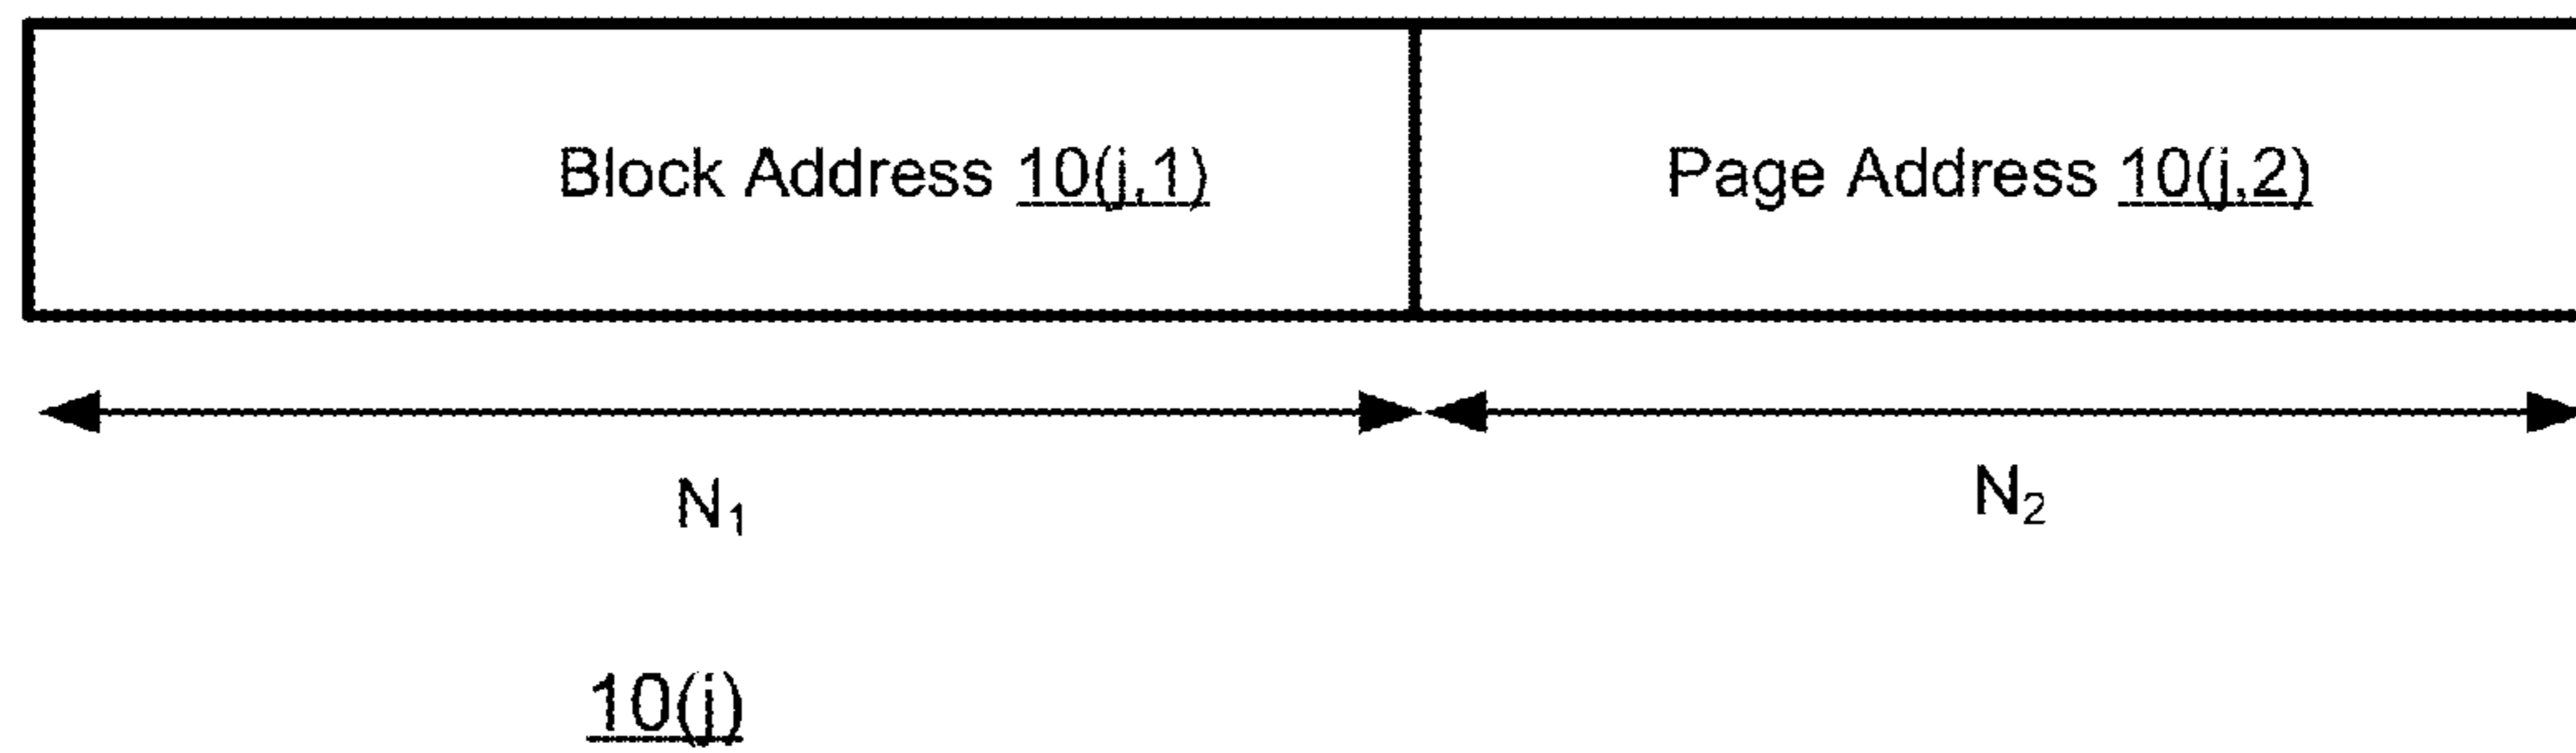 Block Address 10(j,1) Page Address 10(j,2)
N₁ N₂
10(j)